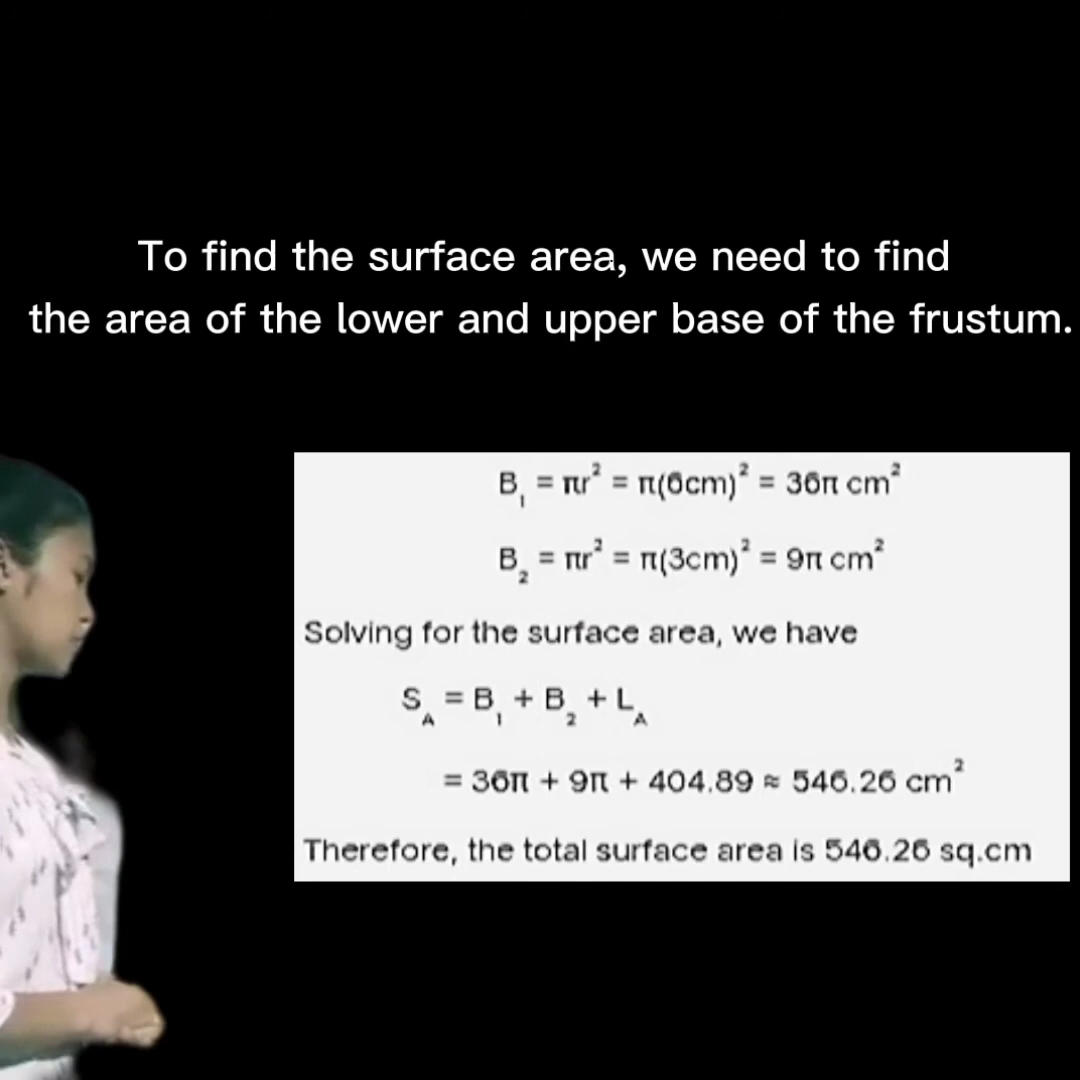 To find the surface area, we need to find
the area of the lower and upper base of the frustum.
B₁ = πr² = π(6cm)² = 36π cm²
B₂ = πr² = π(3cm)² = 9π cm²
Solving for the surface area, we have
S_A = B₁ + B₂ + L_A
= 36π + 9π + 404.89 ≈ 546.26 cm²
Therefore, the total surface area is 546.26 sq.cm